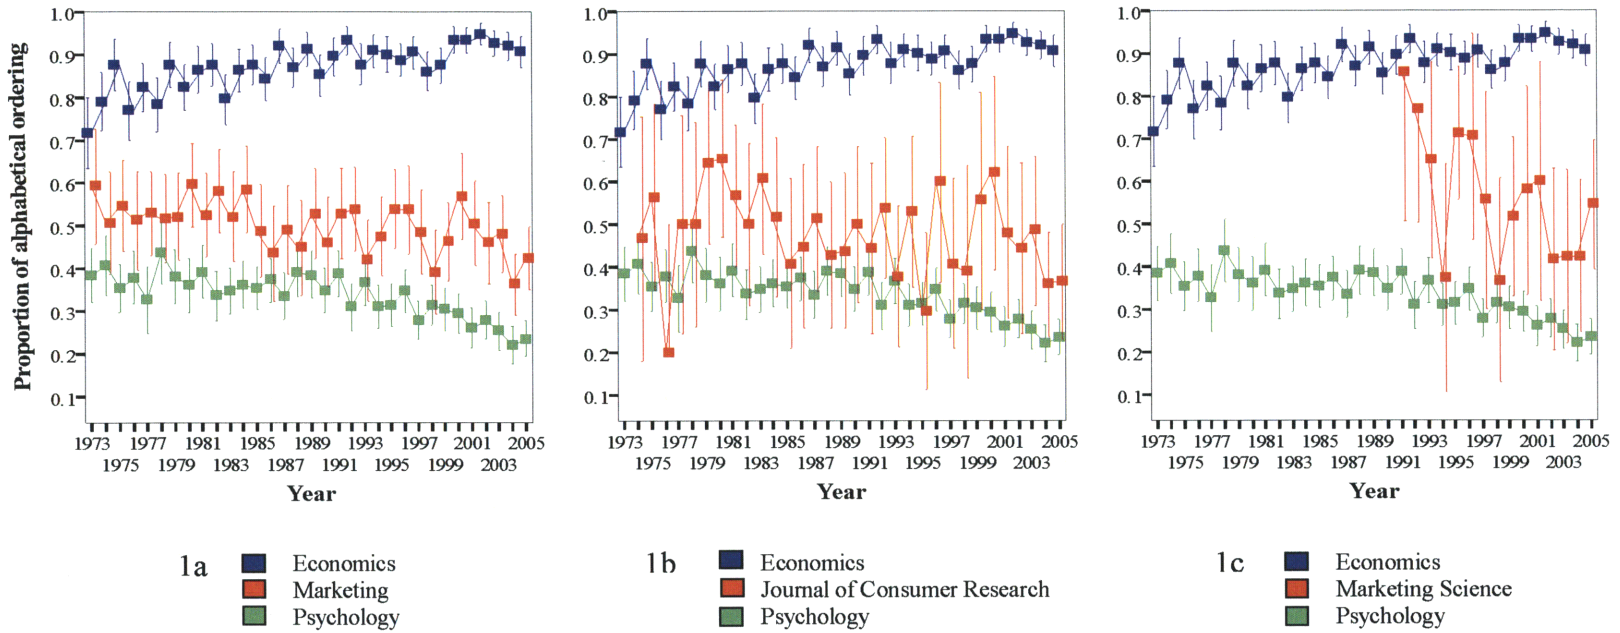 Proportion of alphabetical ordering
1.0
0.9
0.8
0.7
0.6
0.5
0.4
0.3
0.2
0.1
1973 1977 1981 1985 1989 1993 1997 2001 2005
1975 1979 1983 1987 1991 1995 1999 2003
Year
1a
Economics
Marketing
Psychology
1.0
0.9
0.8
0.7
0.6
0.5
0.4
0.3
0.2
0.1
1973 1977 1981 1985 1989 1993 1997 2001 2005
1975 1979 1983 1987 1991 1995 1999 2003
Year
1b
Economics
Journal of Consumer Research
Psychology
1.0
0.9
0.8
0.7
0.6
0.5
0.4
0.3
0.2
0.1
1973 1977 1981 1985 1989 1993 1997 2001 2005
1975 1979 1983 1987 1991 1995 1999 2003
Year
1c
Economics
Marketing Science
Psychology